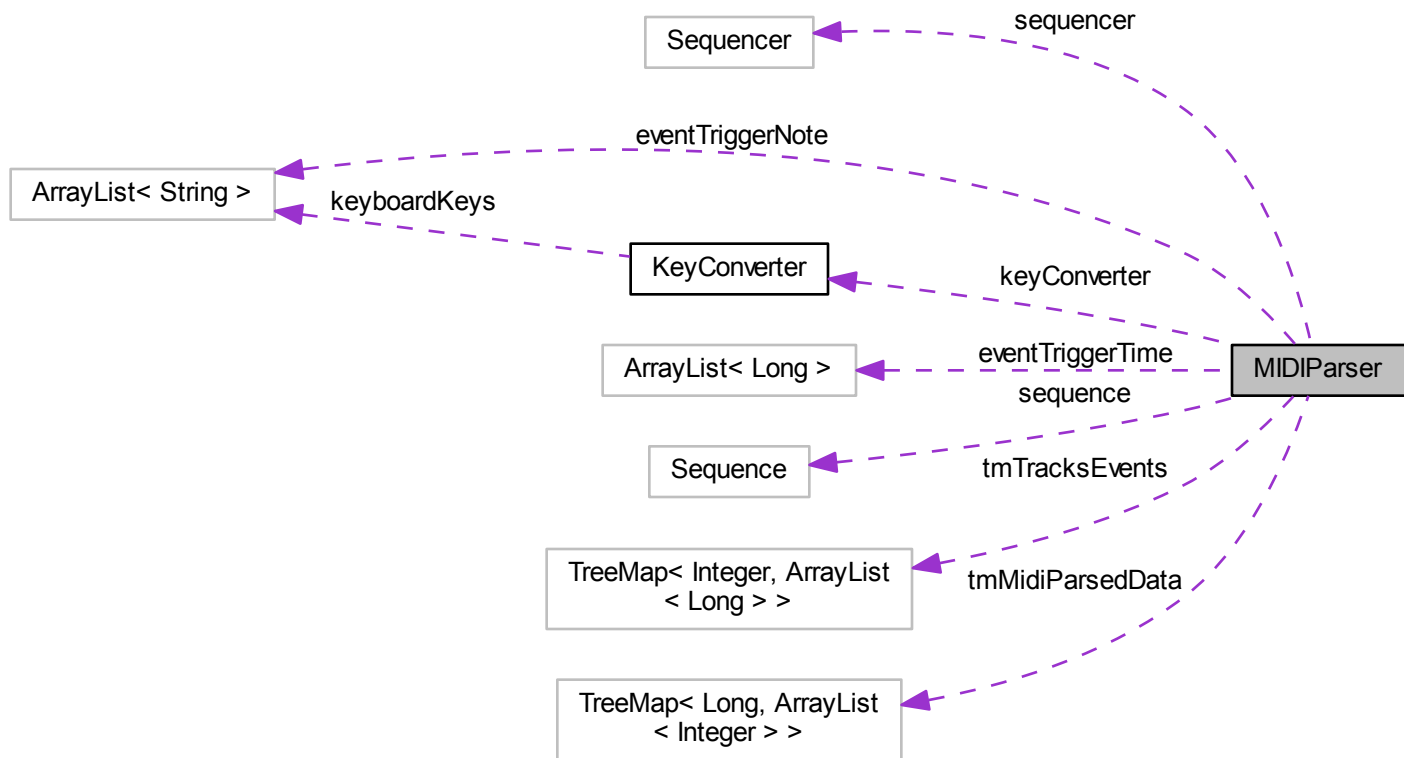 sequencer
Sequencer
eventTriggerNote
ArrayList< String >
keyboardKeys
KeyConverter
keyConverter
ArrayList< Long >
eventTriggerTime
MIDIParser
sequence
Sequence
tmTracksEvents
TreeMap< Integer, ArrayList
< Long > >
tmMidiParsedData
TreeMap< Long, ArrayList
< Integer > >